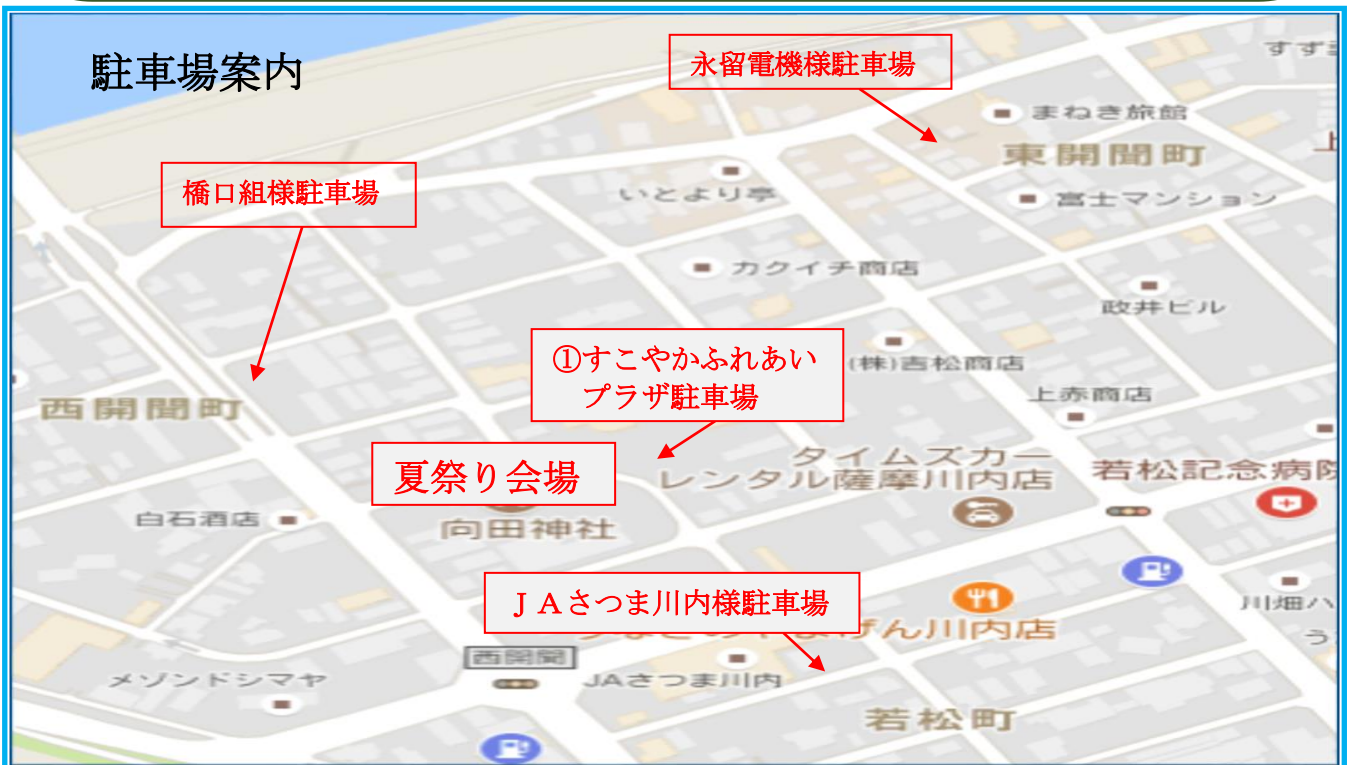 駐車場案内
永留電機様駐車場
まねき旅館
東開聞町
橋口組様駐車場
いとより亭
富士マンション
カクイチ商店
政井ビル
①すこやかふれあい
プラザ駐車場
(株)吉松商店
上赤商店
西開聞町
夏祭り会場
タイムズカー
レンタル薩摩川内店
若松記念病院
白石酒店
向田神社
ＪＡさつま川内様駐車場
川畑ハ
ん川内店
西開聞
JAさつま川内
メゾンドシマヤ
若松町